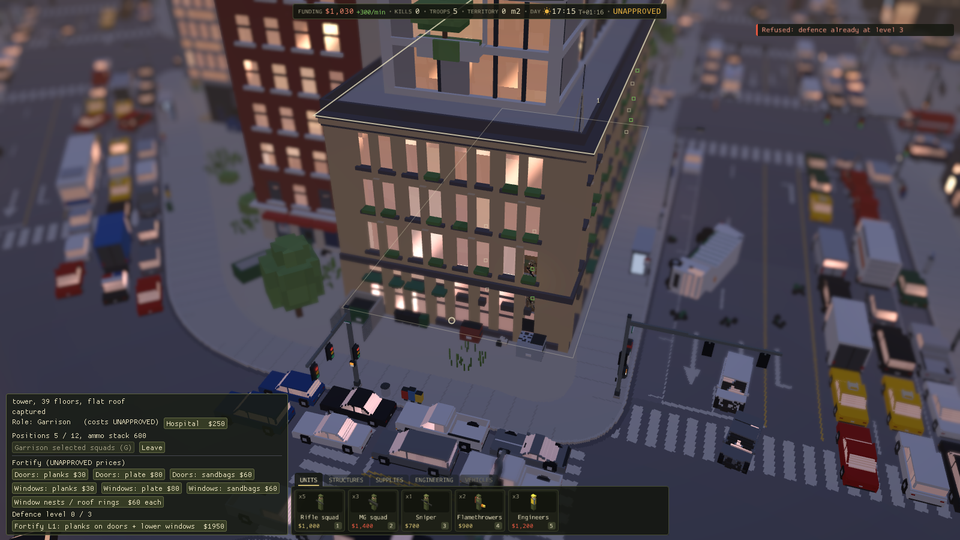 FUNDING $1,030 +300/min · KILLS 0 · TROOPS 5 · TERRITORY 0 m2 · DAY 17:15 T+01:16 · UNAPPROVED
Refused: defence already at level 3
1
tower, 39 floors, flat roof
captured
Role: Garrison (costs UNAPPROVED) Hospital $250
Positions 5 / 12, ammo stack 600
Garrison selected squads (G) Leave
Fortify (UNAPPROVED prices)
Doors: planks $30 Doors: plate $80 Doors: sandbags $60
Windows: planks $30 Windows: plate $80 Windows: sandbags $60
Window nests / roof rings $60 each
Defence level 0 / 3
Fortify L1: planks on doors + lower windows $1950
UNITS STRUCTURES SUPPLIES ENGINEERING
x5 x3 x1 x2 x3
Rifle squad MG squad Sniper Flamethrowers Engineers
$1,000 1 $1,400 2 $700 3 $900 4 $1,200 5